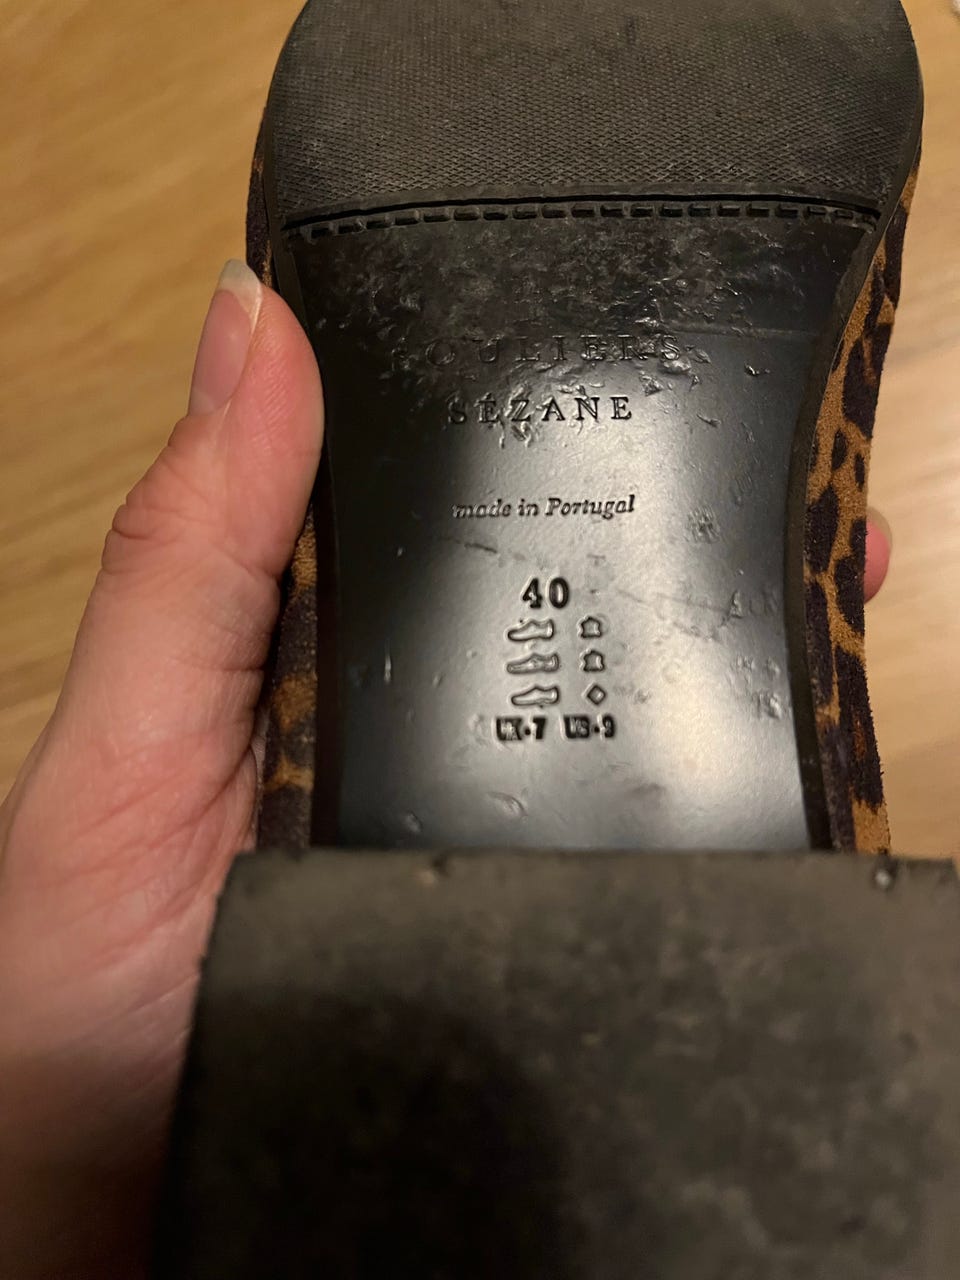 SOULIERS
SÉZANE
made in Portugal
40
UK·7 US·9